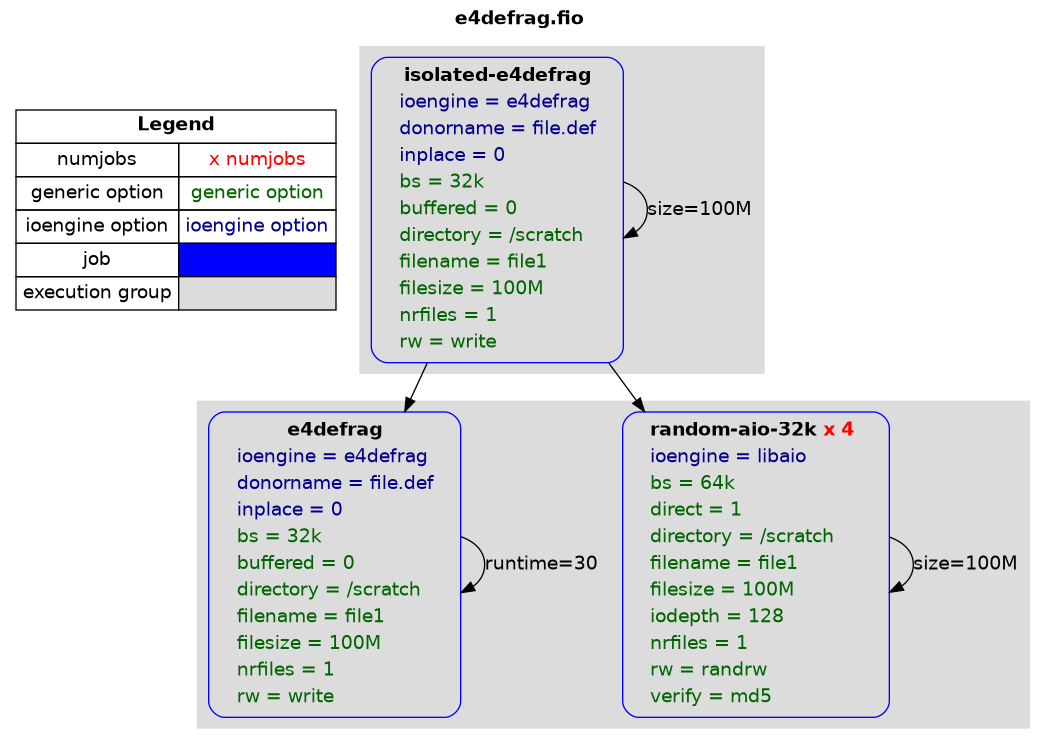 e4defrag.fio
Legend
numjobs x numjobs
generic option generic option
ioengine option ioengine option
job
execution group
isolated-e4defrag
ioengine = e4defrag
donorname = file.def
inplace = 0
bs = 32k
buffered = 0
directory = /scratch
filename = file1
filesize = 100M
nrfiles = 1
rw = write
size=100M
e4defrag
ioengine = e4defrag
donorname = file.def
inplace = 0
bs = 32k
buffered = 0
directory = /scratch
filename = file1
filesize = 100M
nrfiles = 1
rw = write
runtime=30
random-aio-32k x 4
ioengine = libaio
bs = 64k
direct = 1
directory = /scratch
filename = file1
filesize = 100M
iodepth = 128
nrfiles = 1
rw = randrw
verify = md5
size=100M